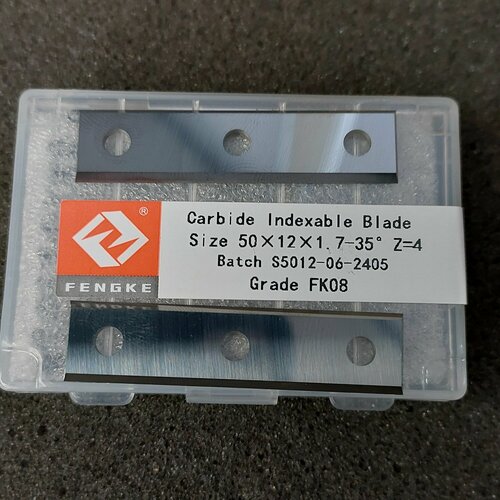 ®
FENGKE
Carbide Indexable Blade
Size 50×12×1.7-35° Z=4
Batch S5012-06-2405
Grade FK08